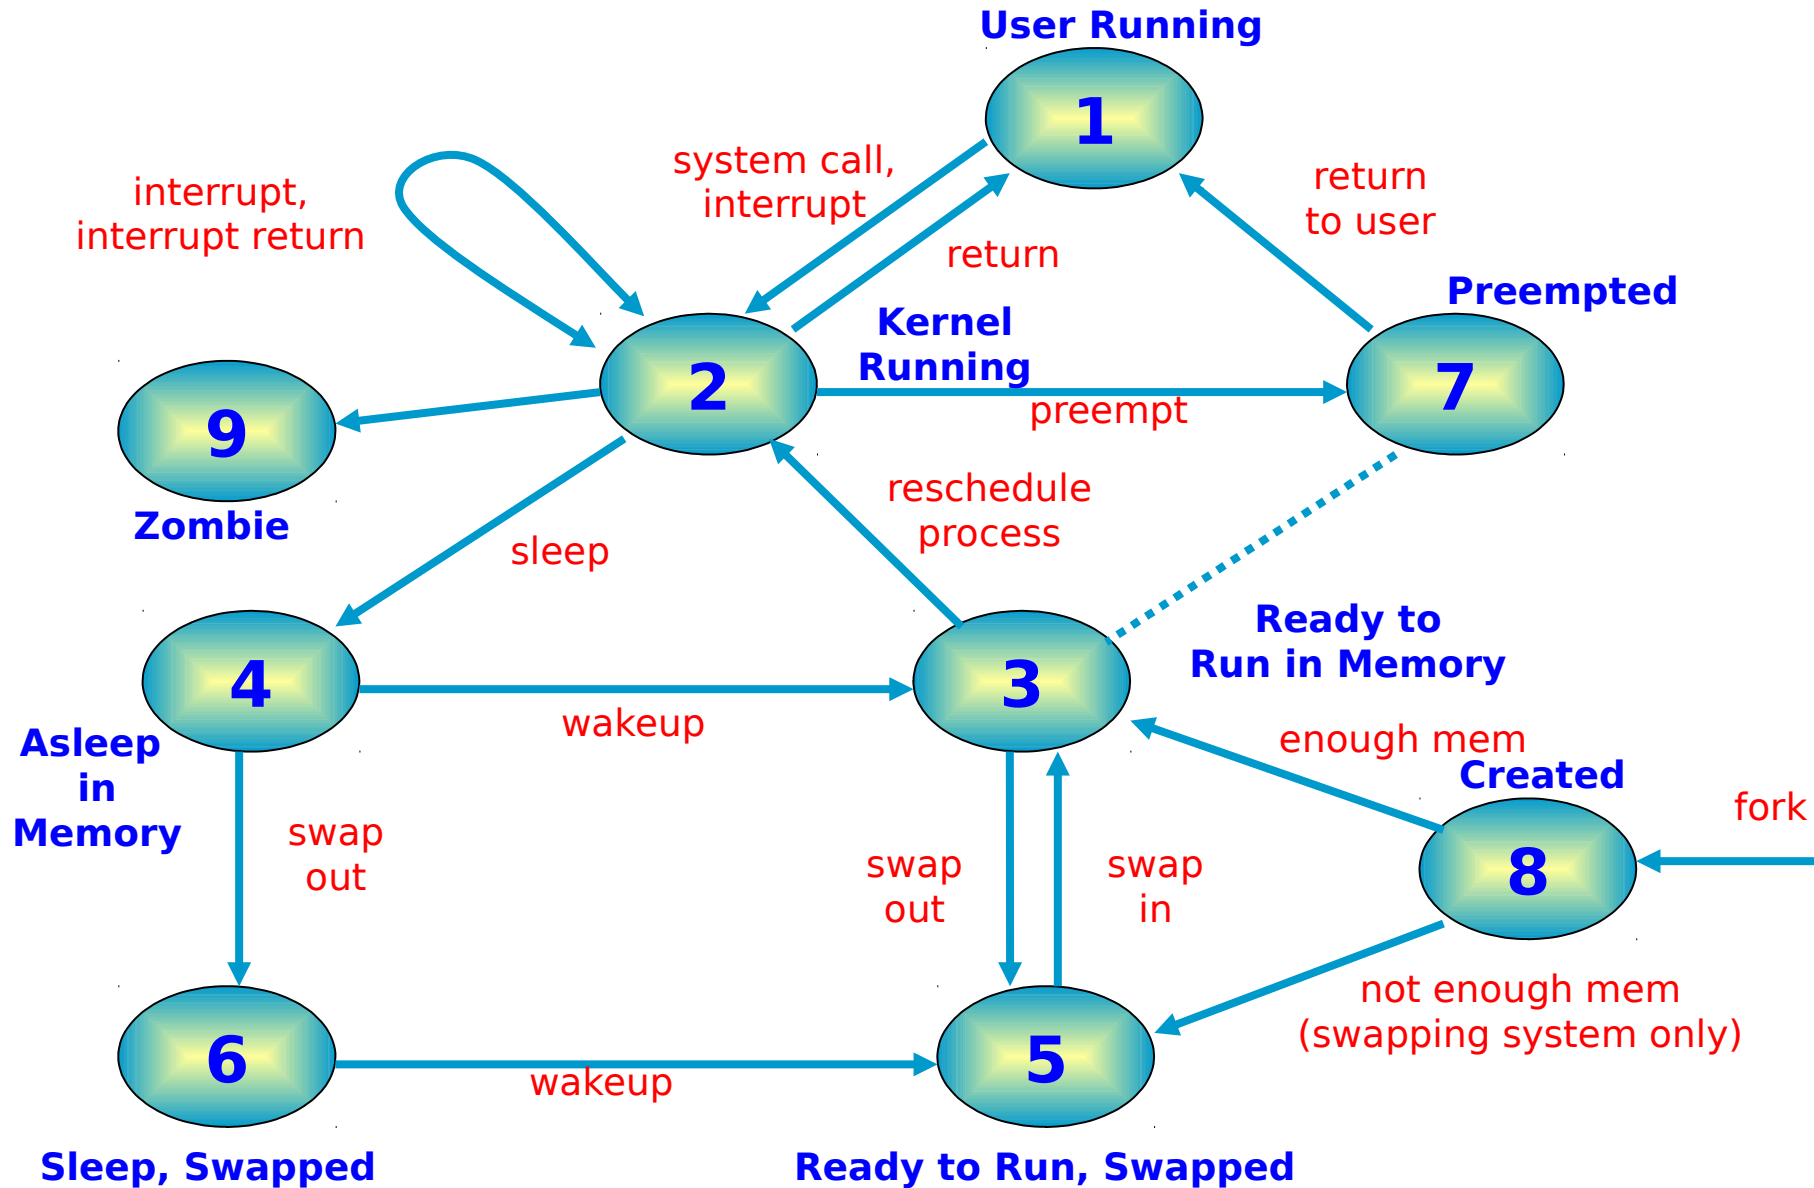 User Running
1
system call,
interrupt
interrupt,
interrupt return
return
to user
return
Preempted
Kernel
Running
2
7
preempt
9
Zombie
reschedule
process
sleep
Ready to
Run in Memory
4
3
wakeup
Asleep
in
Memory
enough mem
Created
fork
swap
out
swap
out
swap
in
8
not enough mem
(swapping system only)
6
5
wakeup
Sleep, Swapped
Ready to Run, Swapped